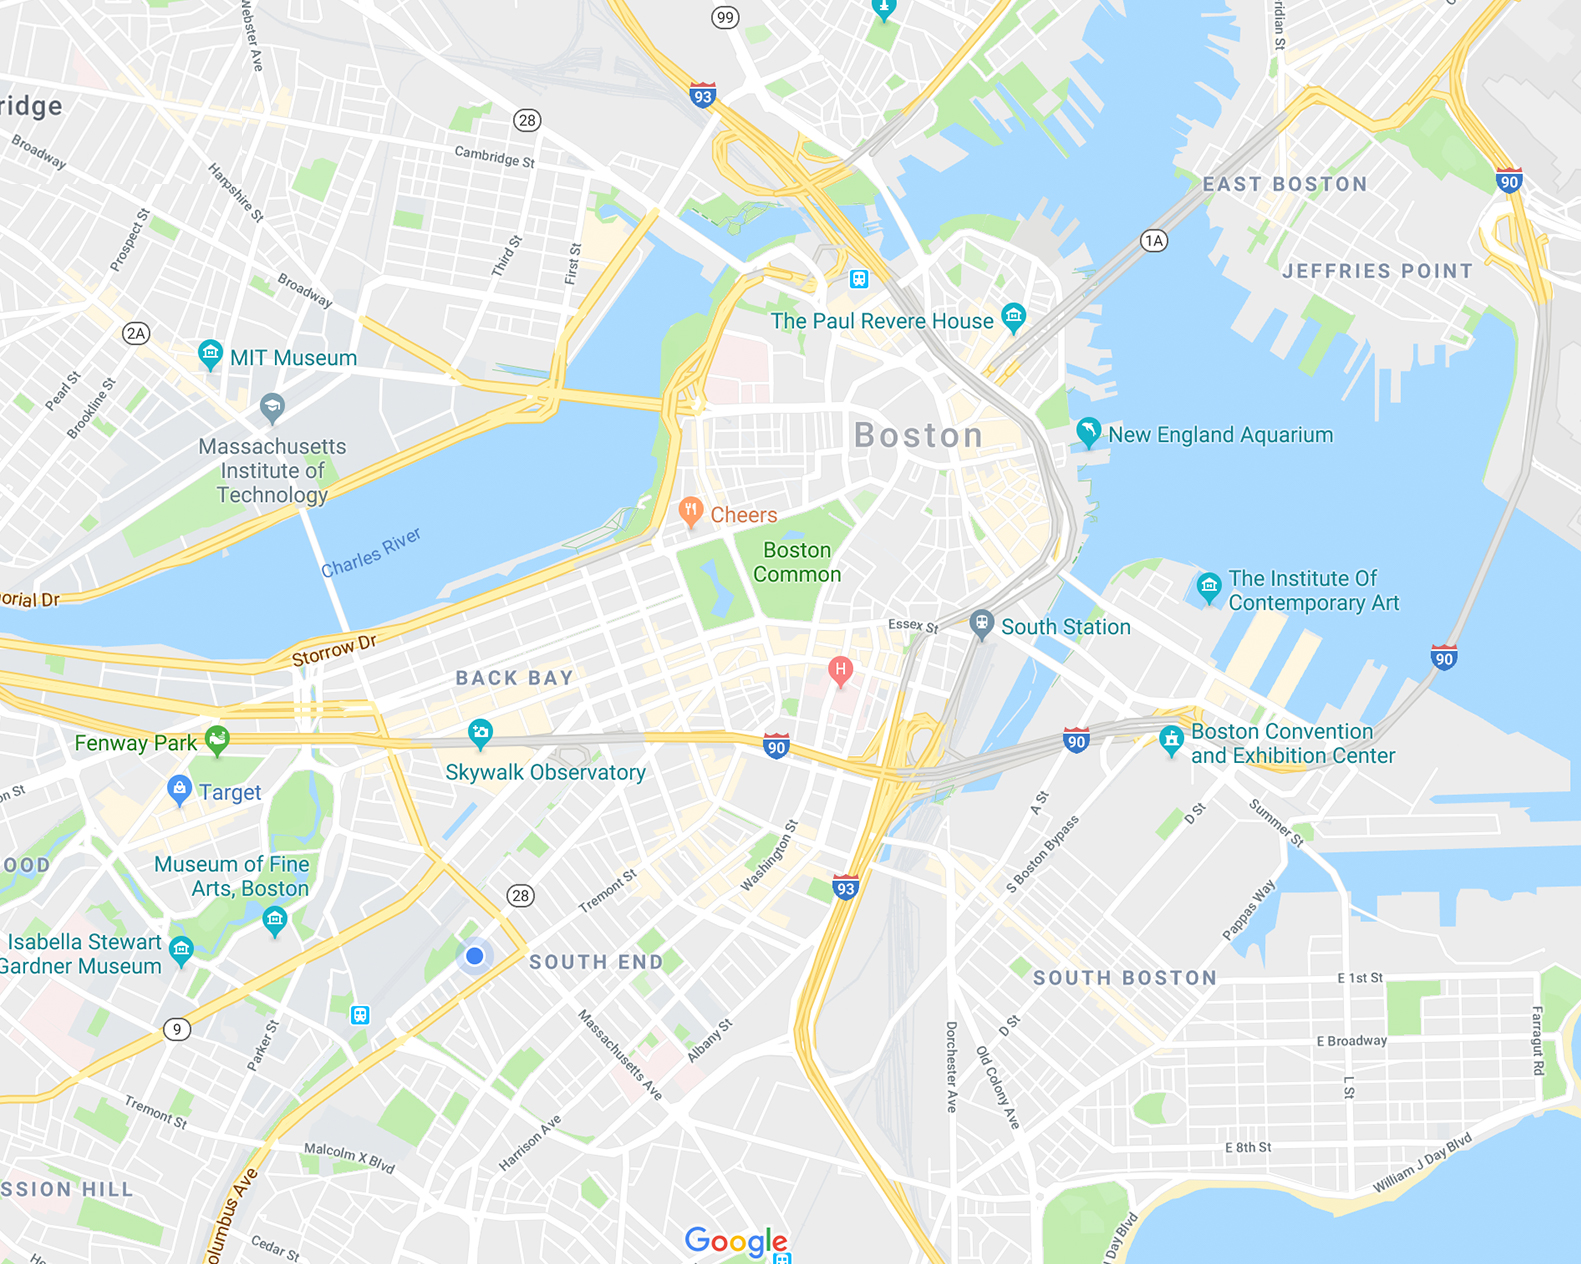 99
Webster Ave
ridian St
93
ridge
28
Broadway
Cambridge St
Hampshire St
EAST BOSTON
90
Prospect St
Third St
First St
1A
JEFFRIES POINT
Broadway
2A
The Paul Revere House
MIT Museum
Pearl St
Brookline St
Massachusetts
Institute of
Technology
Boston
New England Aquarium
Cheers
Charles River
Boston
Common
The Institute Of
Contemporary Art
orial Dr
Essex St
South Station
Storrow Dr
90
BACK BAY
H
Fenway Park
90
90
Boston Convention
and Exhibition Center
Skywalk Observatory
Target
on St
A St
D St
Summer St
S Boston Bypass
Washington St
OOD
Museum of Fine
Arts, Boston
Tremont St
28
93
Pappas Way
Isabella Stewart
Gardner Museum
SOUTH END
SOUTH BOSTON
E 1st St
9
Parker St
Massachusetts Ave
Albany St
D St
Dorchester Ave
Old Colony Ave
E Broadway
Farragut Rd
L St
Tremont St
Harrison Ave
Malcolm X Blvd
E 8th St
William J Day Blvd
SSION HILL
olumbus Ave
Cedar St
Google
J Day Blvd